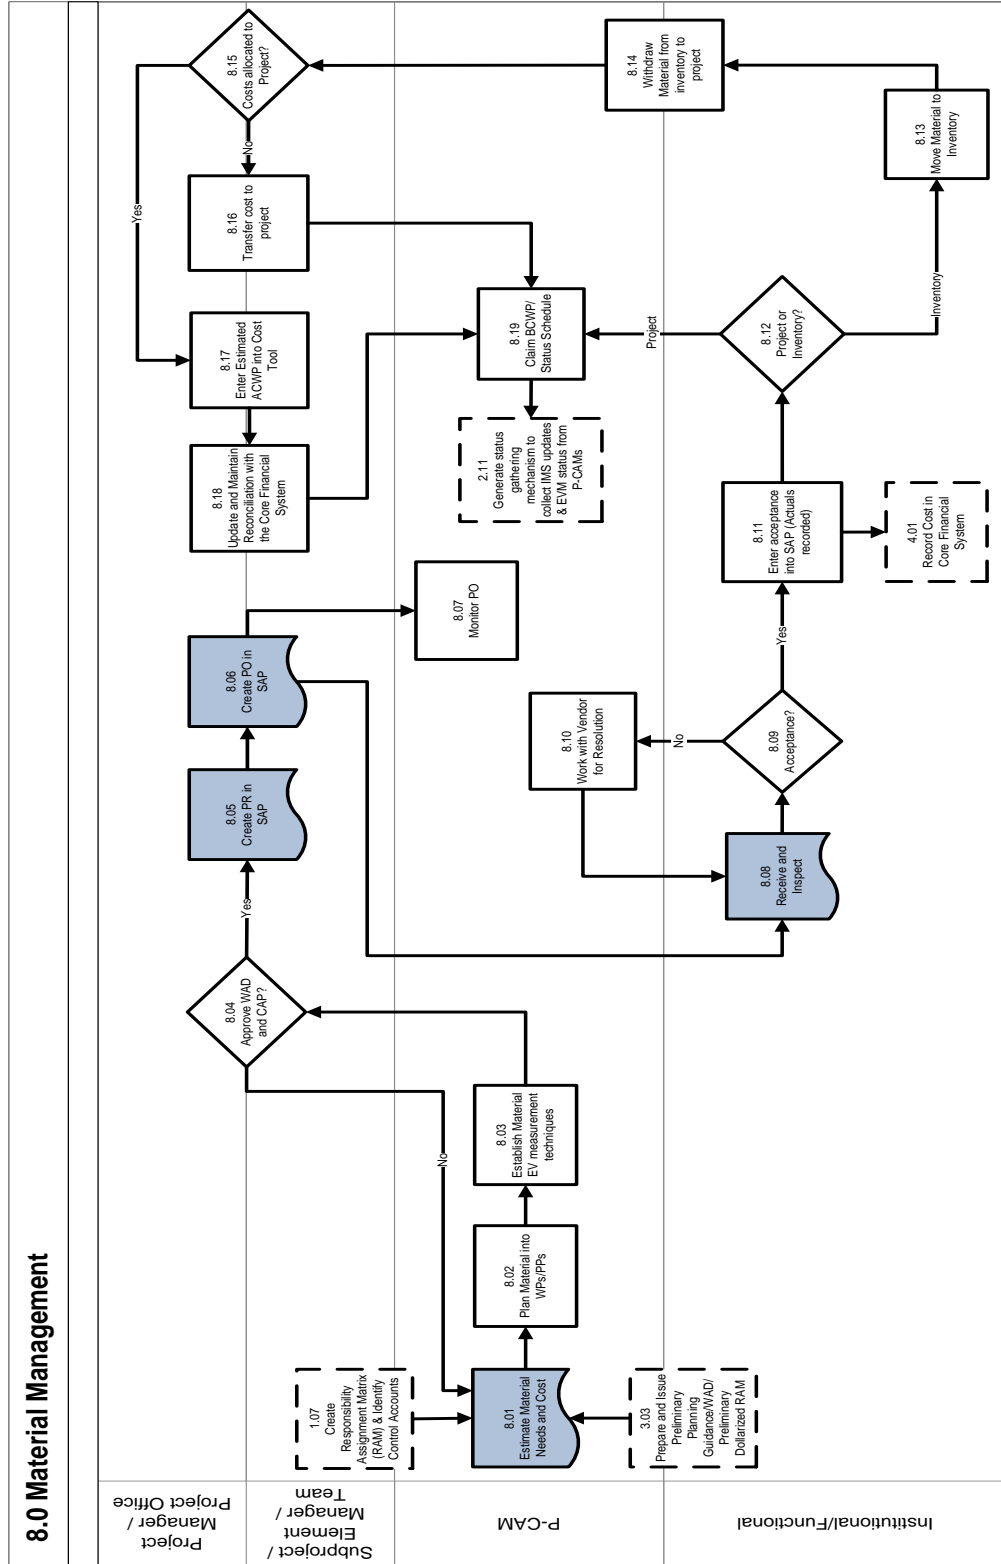 8.0 Material Management
Project
Manager /
Project Office
Subproject /
Element
Manager /
Team
P-CAM
Institutional/Functional
1.07
Create
Responsibility
Assignment Matrix
(RAM) & Identify
Control Accounts
8.01
Estimate Material
Needs and Cost
3.03
Prepare and Issue
Preliminary
Planning
Guidance/WAD/
Preliminary
Dollarized RAM
8.02
Plan Material into
WPs/PPs
8.03
Establish Material
EV measurement
techniques
No
8.04
Approve WAD
and CAP?
Yes
8.05
Create PR in
SAP
8.06
Create PO in
SAP
8.07
Monitor PO
8.08
Receive and
Inspect
8.09
Acceptance?
No
8.10
Work with Vendor
for Resolution
Yes
8.11
Enter acceptance
into SAP (Actuals
recorded)
4.01
Record Cost in
Core Financial
System
8.12
Project or
Inventory?
Project
Inventory
8.13
Move Material to
Inventory
8.14
Withdraw
Material from
inventory to
project
8.15
Costs allocated to
Project?
Yes
No
8.16
Transfer cost to
project
8.17
Enter Estimated
ACWP into Cost
Tool
8.18
Update and Maintain
Reconciliation with
the Core Financial
System
8.19
Claim BCWP/
Status Schedule
2.11
Generate status
gathering
mechanism to
collect IMS updates
& EVM status from
P-CAMs